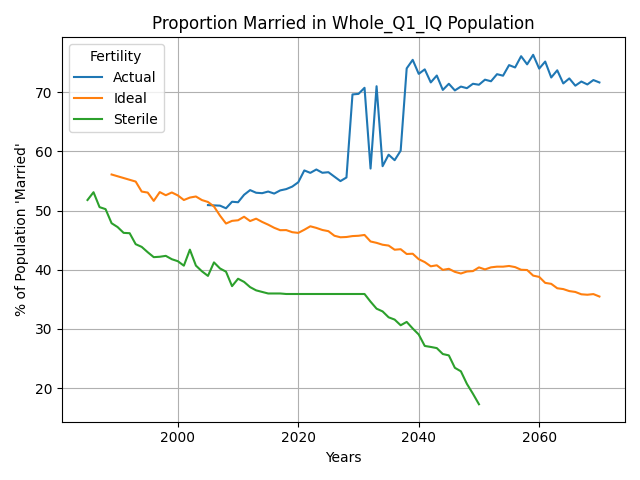 Proportion Married in Whole_Q1_IQ Population
% of Population 'Married'
70
60
50
40
30
20
Fertility
Actual
Ideal
Sterile
2000 2020 2040 2060
Years